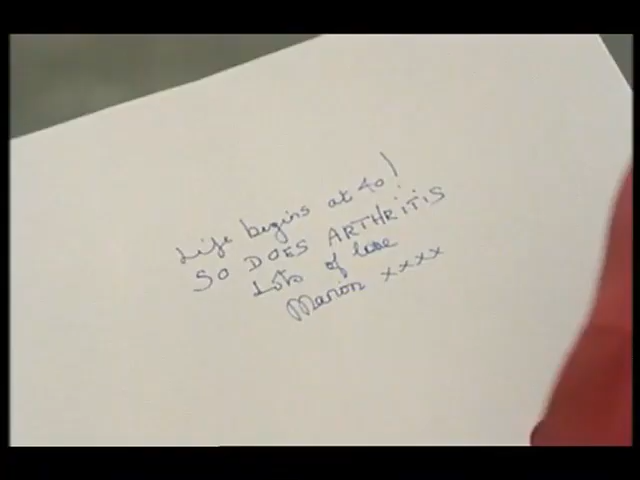 Life begins at 40!
SO DOES ARTHRITIS
Lots of love
Marion xxxx